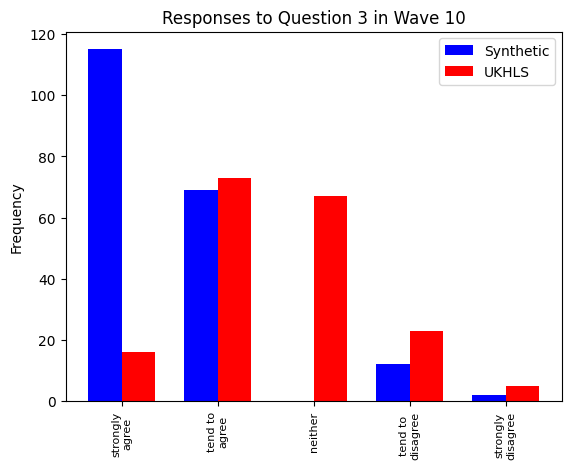 Responses to Question 3 in Wave 10
Synthetic
UKHLS
Frequency
120
100
80
60
40
20
0
strongly
agree
tend to
agree
neither
tend to
disagree
strongly
disagree